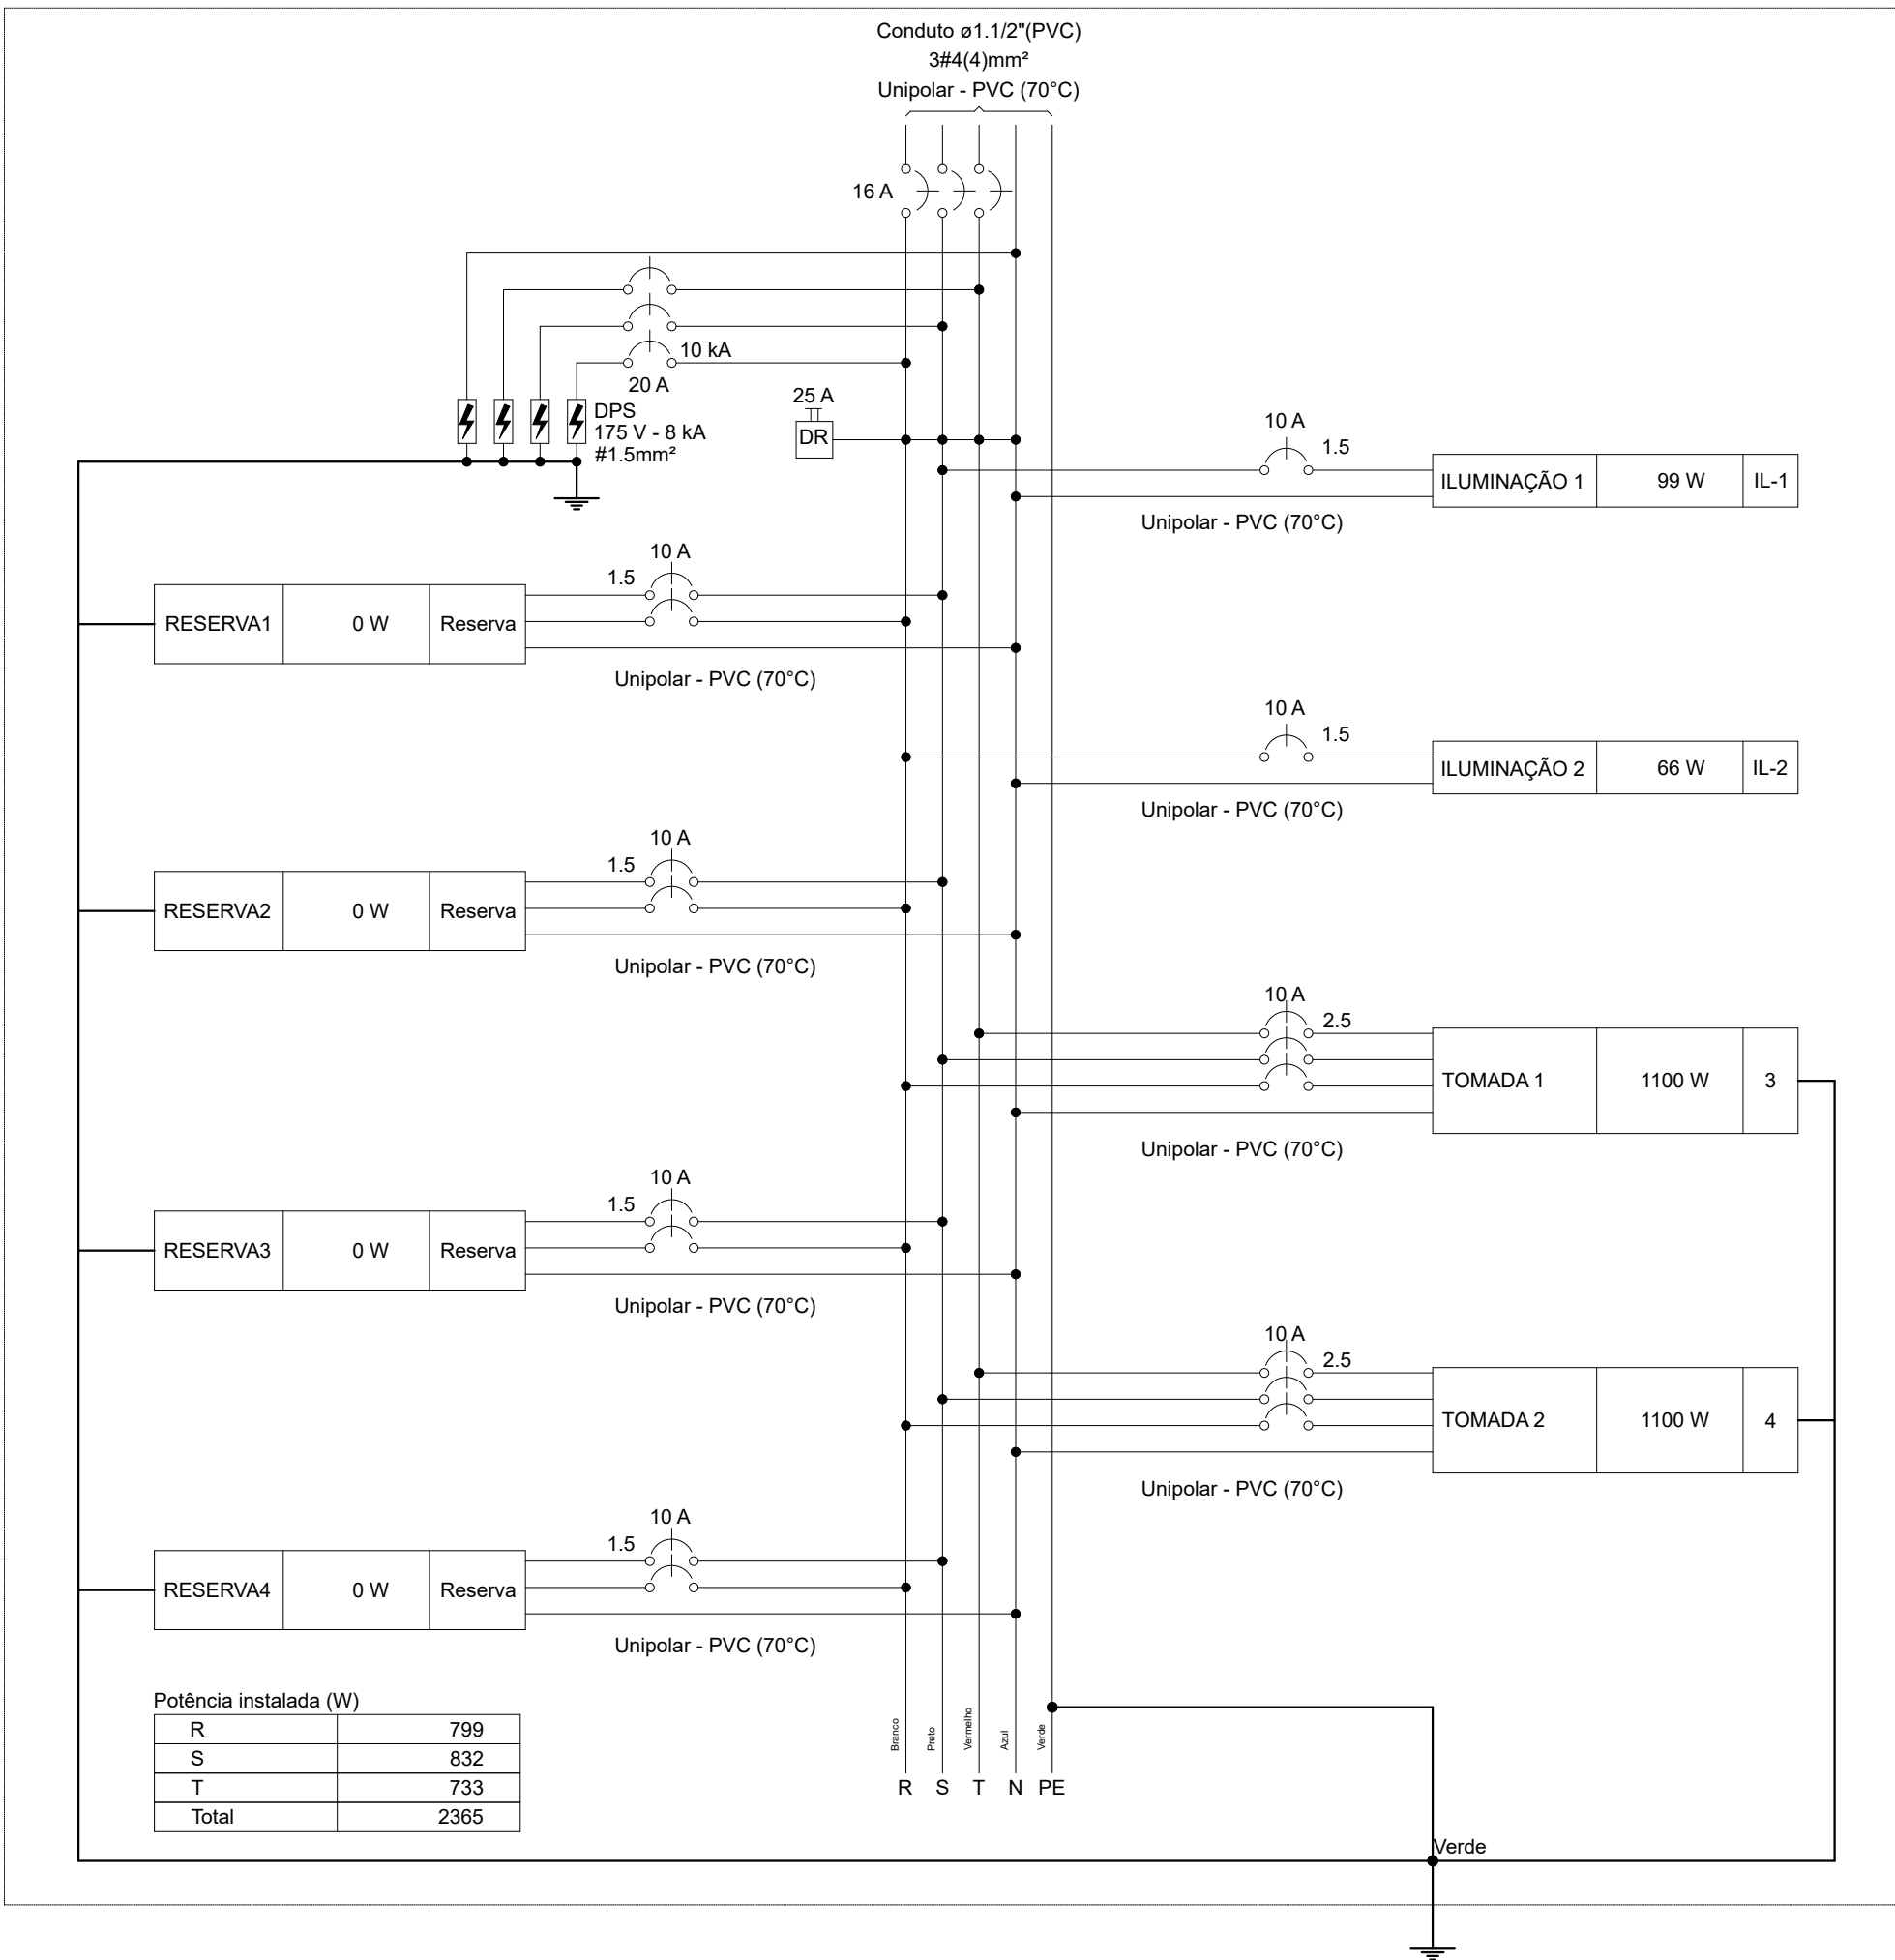 Conduto ø1.1/2"(PVC)
3#4(4)mm²
Unipolar - PVC (70°C)
16 A
10 kA
20 A
DPS
175 V - 8 kA
#1.5mm²
25 A
DR
10 A
1.5
ILUMINAÇÃO 1 99 W IL-1
Unipolar - PVC (70°C)
10 A
1.5
RESERVA1 0 W Reserva
Unipolar - PVC (70°C)
10 A
1.5
ILUMINAÇÃO 2 66 W IL-2
Unipolar - PVC (70°C)
10 A
1.5
RESERVA2 0 W Reserva
Unipolar - PVC (70°C)
10 A
2.5
TOMADA 1 1100 W 3
Unipolar - PVC (70°C)
10 A
1.5
RESERVA3 0 W Reserva
Unipolar - PVC (70°C)
10 A
2.5
TOMADA 2 1100 W 4
Unipolar - PVC (70°C)
10 A
1.5
RESERVA4 0 W Reserva
Unipolar - PVC (70°C)
Potência instalada (W)
R 799
S 832
T 733
Total 2365
Branco
Preto
Vermelho
Azul
Verde
R S T N PE
Verde